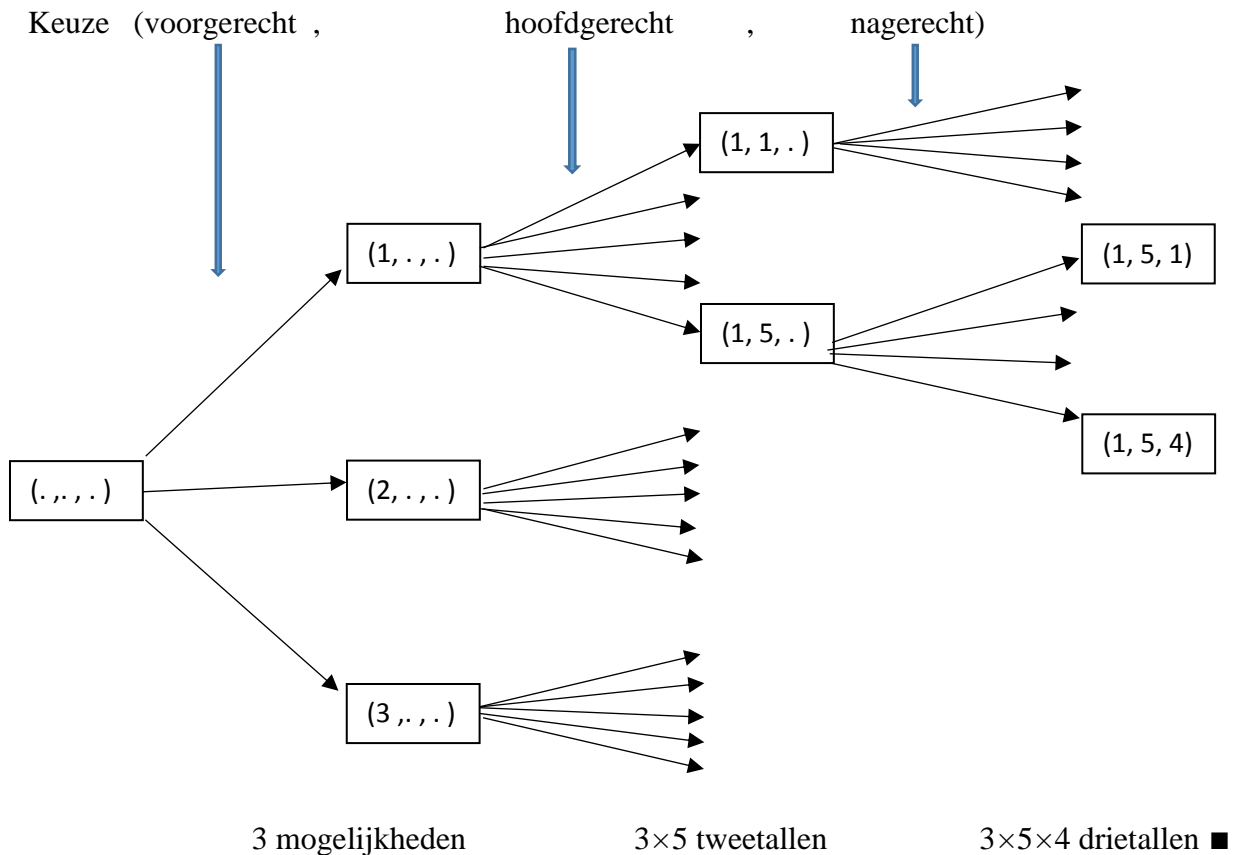 Keuze (voorgerecht , hoofdgerecht , nagerecht)
(1, 1, . )
(1, . , . )
(1, 5, 1)
(1, 5, . )
(1, 5, 4)
(. ,. , . )
(2, . , . )
(3 ,. , . )
3 mogelijkheden 3×5 tweetallen 3×5×4 drietallen ■